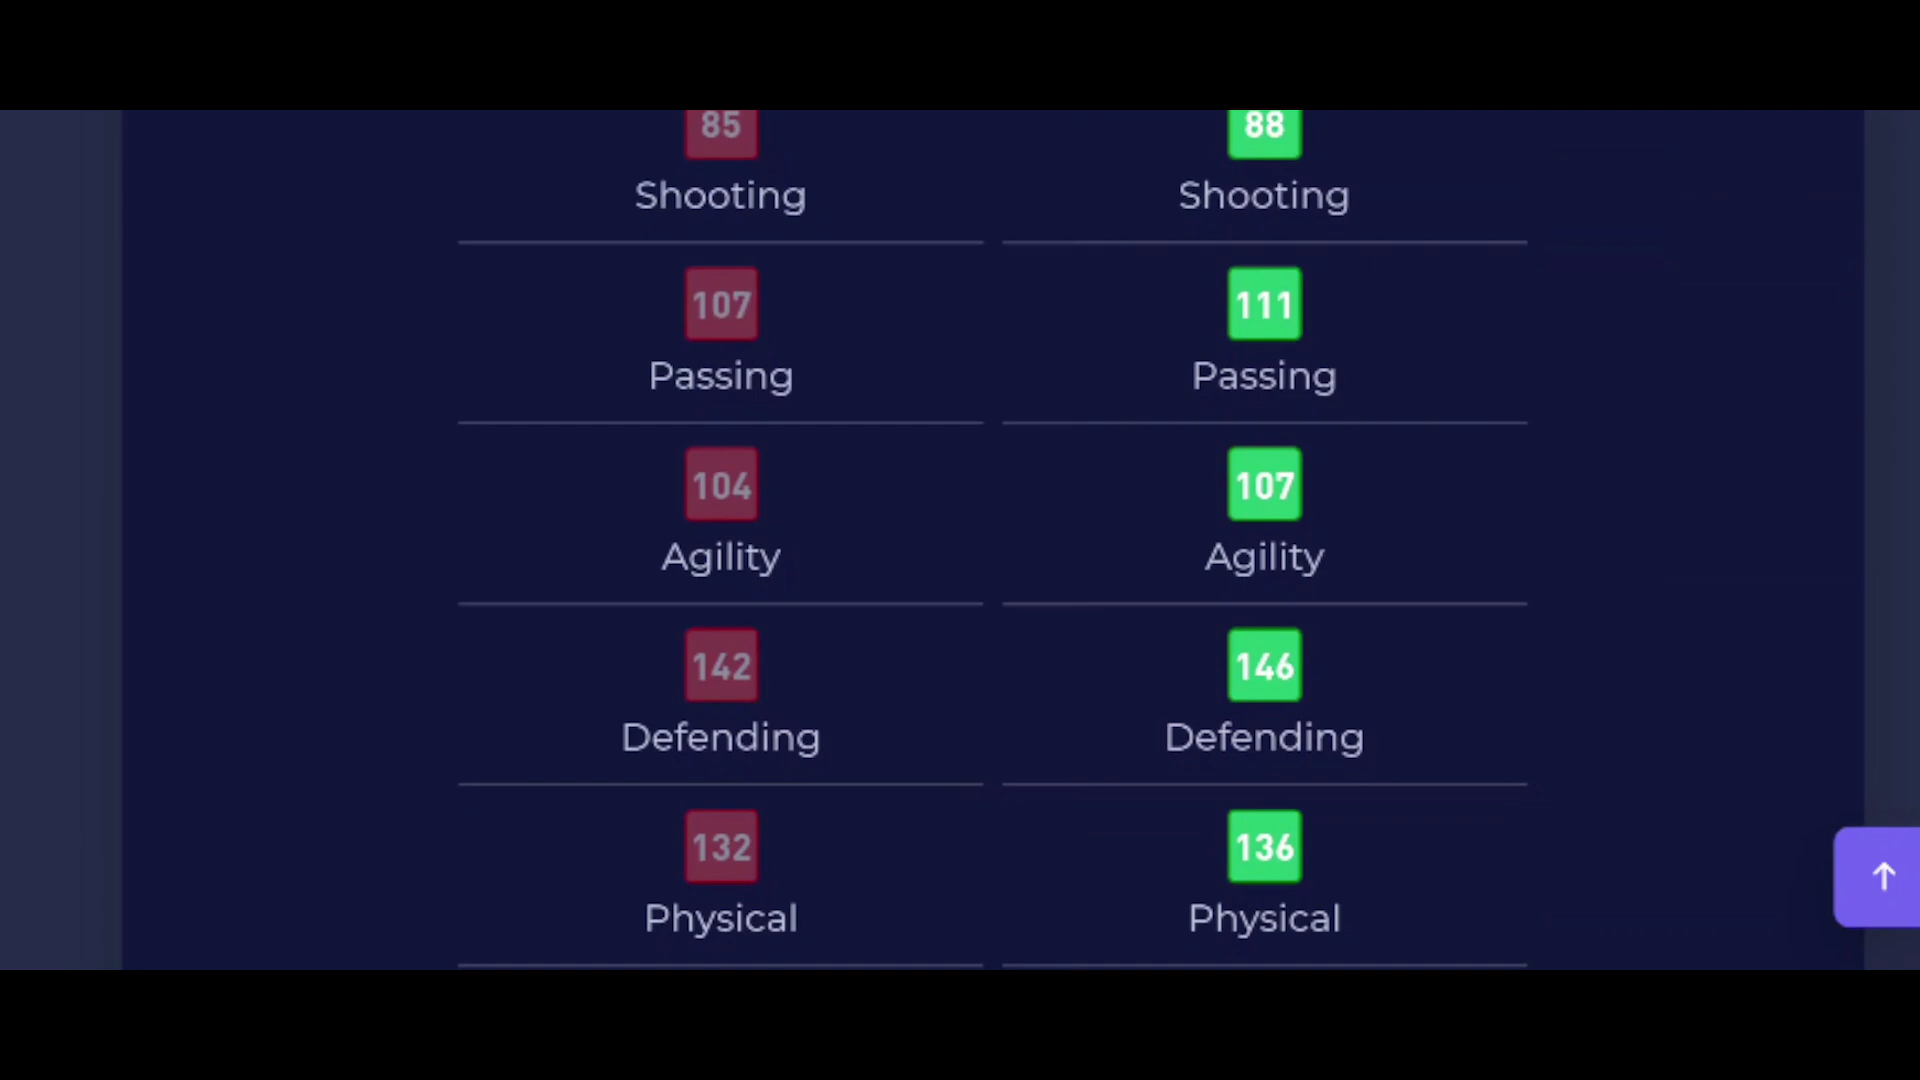 85 88
Shooting Shooting
107 111
Passing Passing
104 107
Agility Agility
142 146
Defending Defending
132 136
Physical Physical